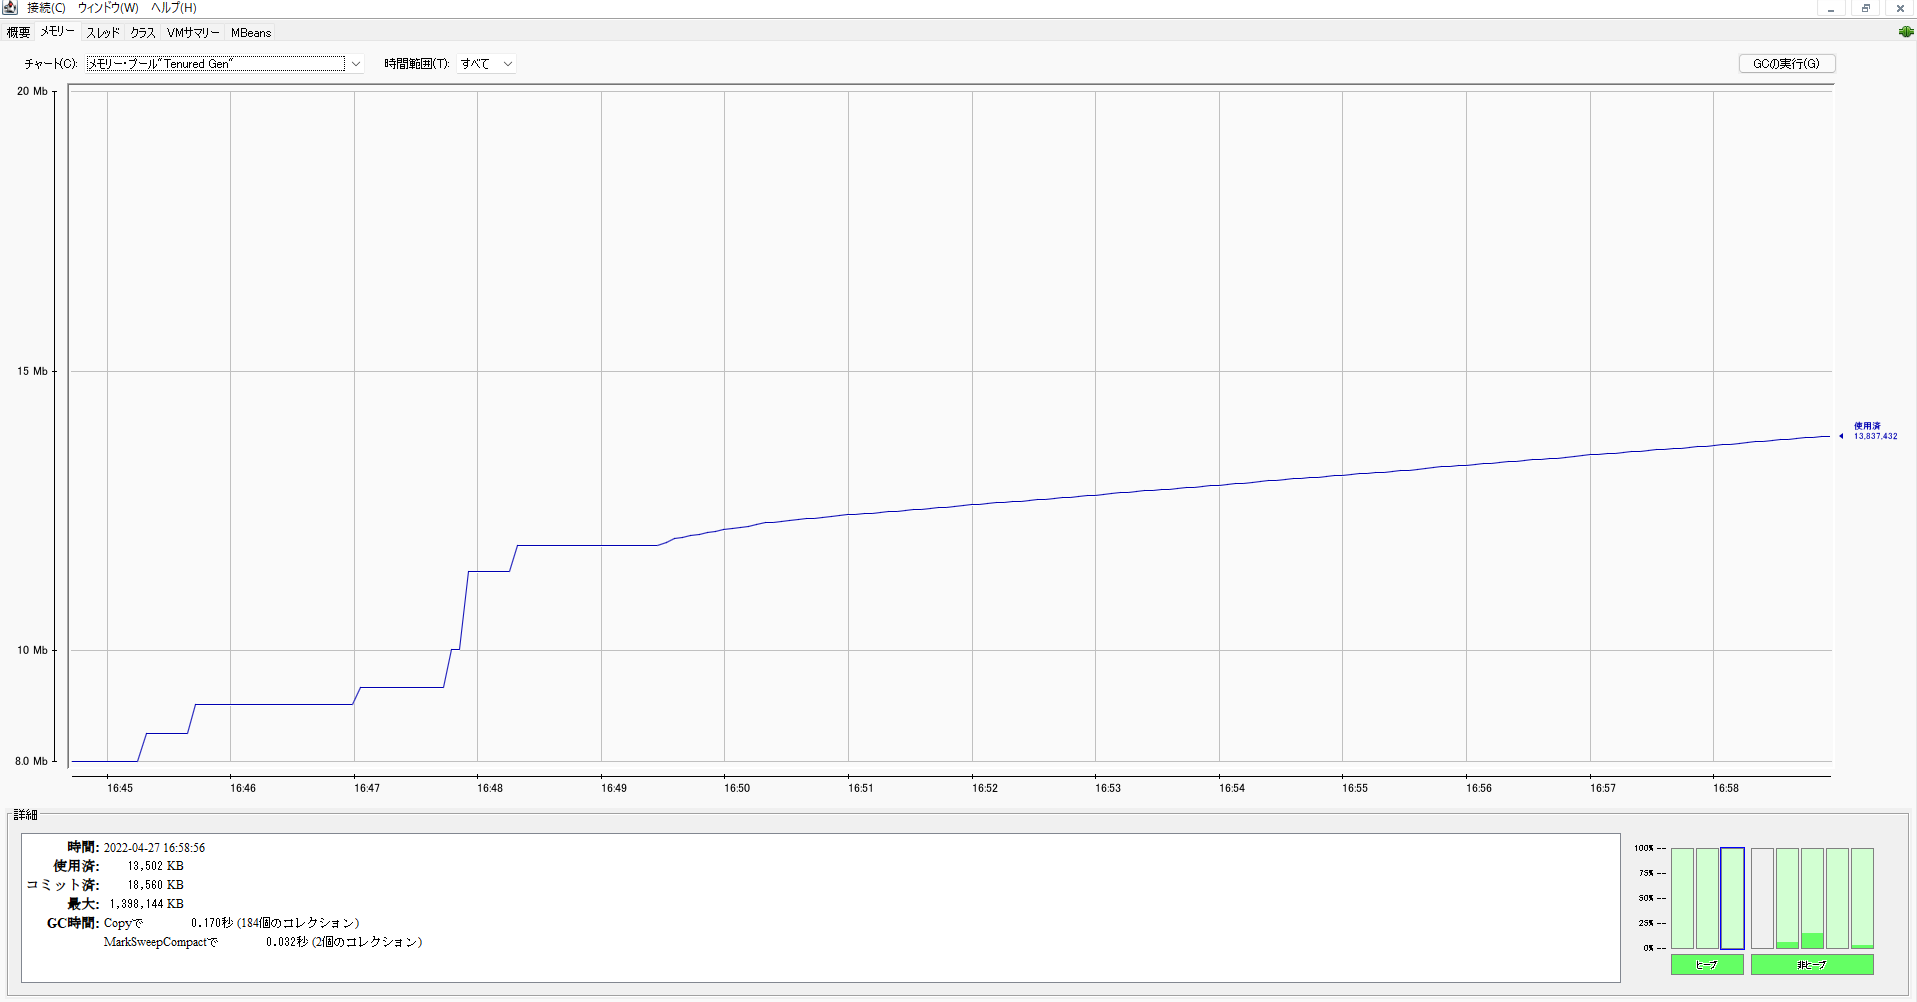 接続(C) ウィンドウ(W) ヘルプ(H)
概要 メモリー スレッド クラス VMサマリー MBeans
チャート(C): メモリー・プール"Tenured Gen" 時間範囲(T): すべて GCの実行(G)
20 Mb
15 Mb
10 Mb
8.0 Mb
使用済
13,837,432
16:45 16:46 16:47 16:48 16:49 16:50 16:51 16:52 16:53 16:54 16:55 16:56 16:57 16:58
詳細
時間: 2022-04-27 16:58:56
使用済: 13,502 KB
コミット済: 18,560 KB
最大: 1,398,144 KB
GC時間: Copyで 0.170秒 (184個のコレクション)
MarkSweepCompactで 0.032秒 (2個のコレクション)
100% --
75% --
50% --
25% --
0% --
ヒープ 非ヒープ